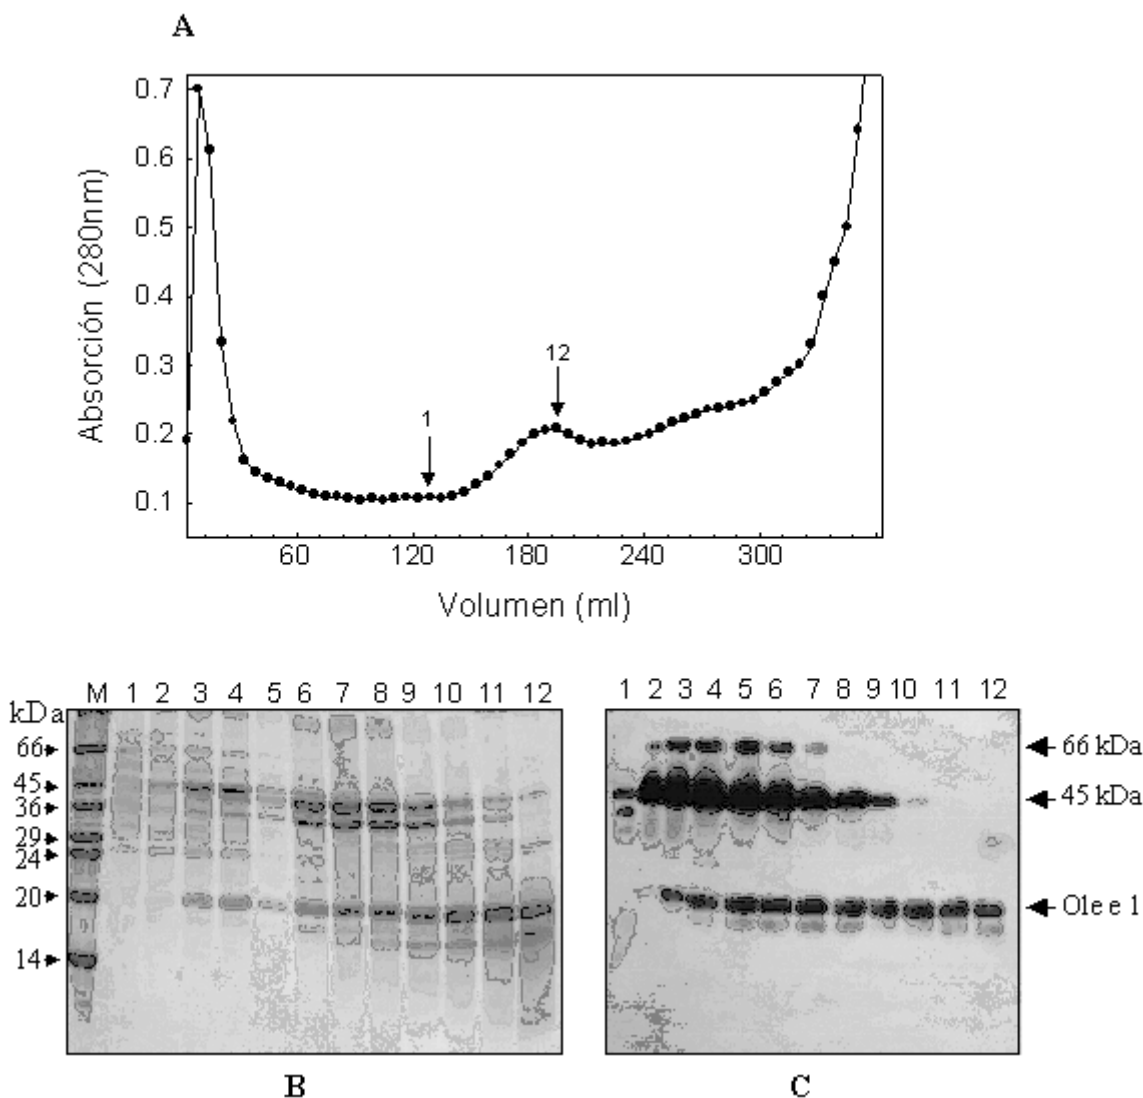 A
0.7
0.6
0.5
0.4
0.3
0.2
0.1
Absorción (280nm)
1
12
60 120 180 240 300
Volumen (ml)
M 1 2 3 4 5 6 7 8 9 10 11 12
kDa
66
45
36
29
24
20
14
B
1 2 3 4 5 6 7 8 9 10 11 12
66 kDa
45 kDa
Ole e 1
C